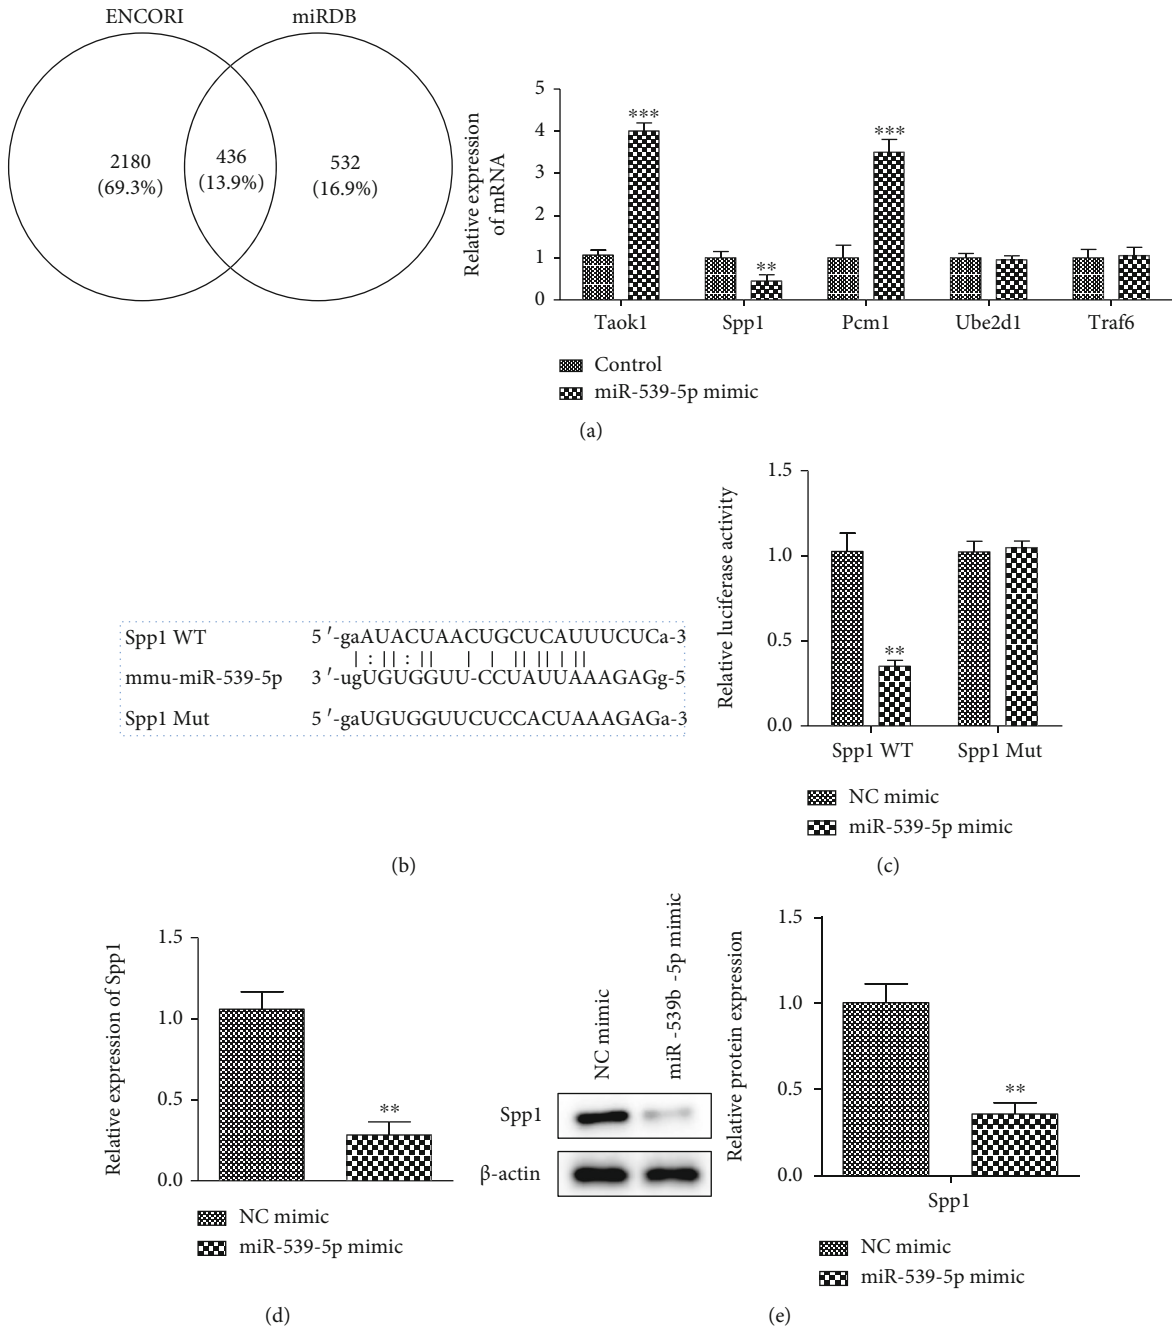 ENCORI
miRDB
2180
(69.3%)
436
(13.9%)
532
(16.9%)
Relative expression
of mRNA
5
4
3
2
1
0
***
**
***
Taok1
Spp1
Pcm1
Ube2d1
Traf6
Control
miR-539-5p mimic
(a)
Spp1 WT 5 ′-gaAUACUAACUGCUCAUUUCUCa-3
mmu-miR-539-5p 3 ′-ugUGUGGUU-CCUAUUAAAGAGg-5
Spp1 Mut 5 ′-gaUGUGGUUCUCCACUAAAGAGa-3
(b)
Relative luciferase activity
1.5
1.0
0.5
0.0
**
Spp1 WT
Spp1 Mut
NC mimic
miR-539-5p mimic
(c)
Relative expression of Spp1
1.5
1.0
0.5
0.0
**
NC mimic
miR-539-5p mimic
(d)
NC mimic
miR -539b -5p mimic
Spp1
β-actin
Relative protein expression
1.5
1.0
0.5
0.0
**
Spp1
NC mimic
miR-539-5p mimic
(e)